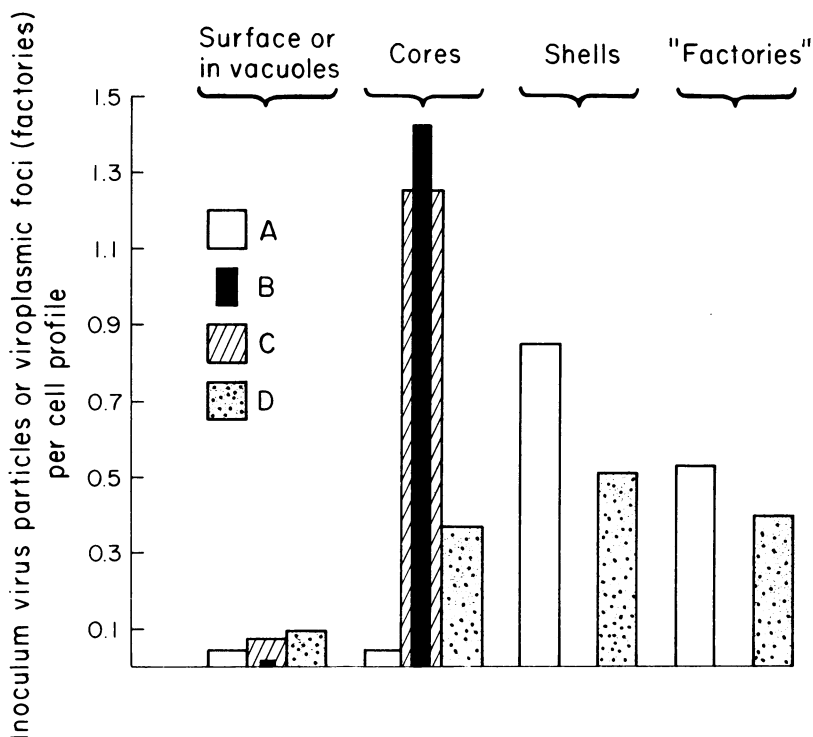 Inoculum virus particles or viroplasmic foci (factories)
per cell profile
Surface or
in vacuoles
Cores
Shells
"Factories"
1.5
1.3
1.1
0.9
0.7
0.5
0.3
0.1
A
B
C
D